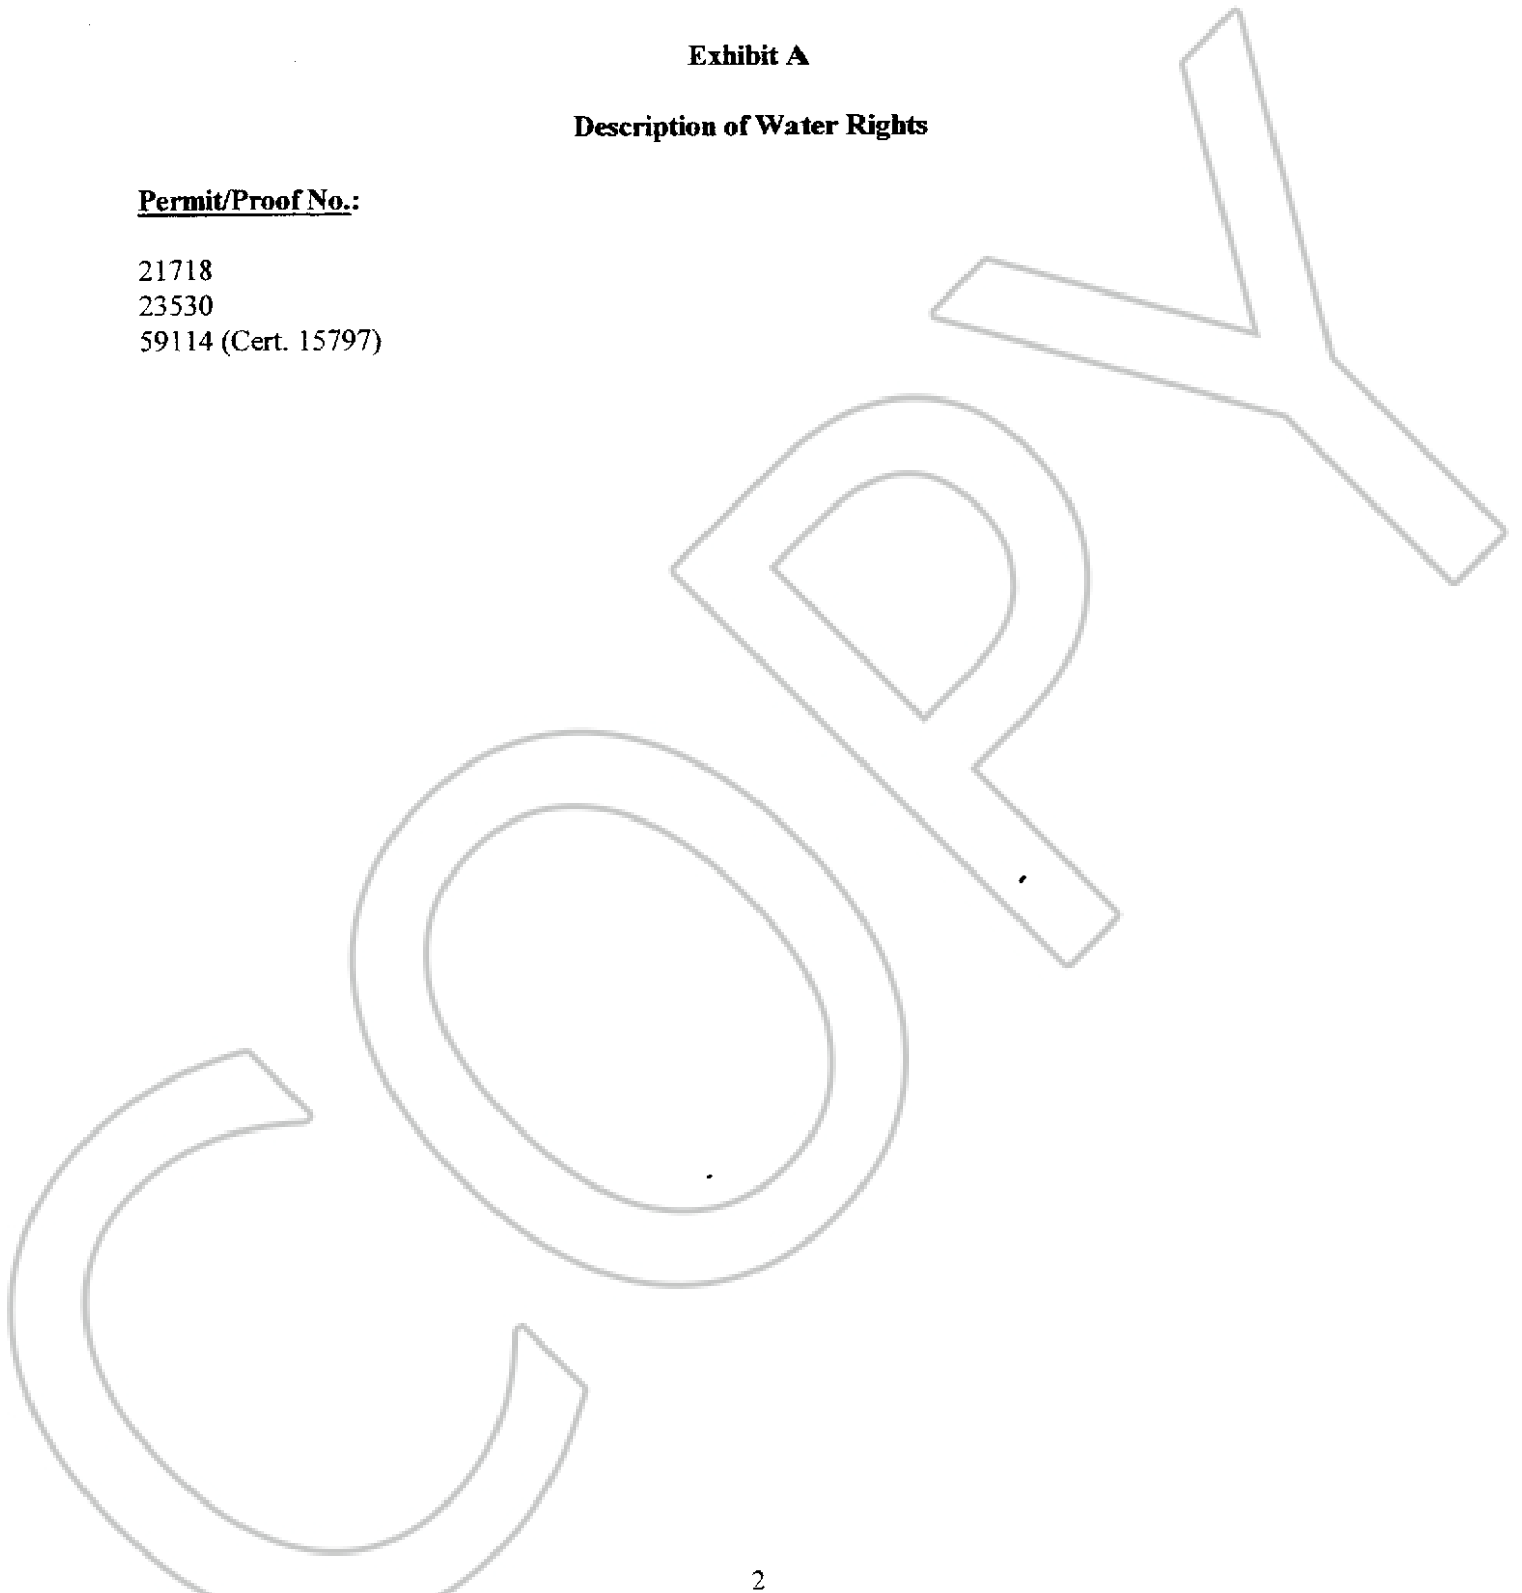 Exhibit A
Description of Water Rights
Permit/Proof No.:
21718
23530
59114 (Cert. 15797)
COPY
2